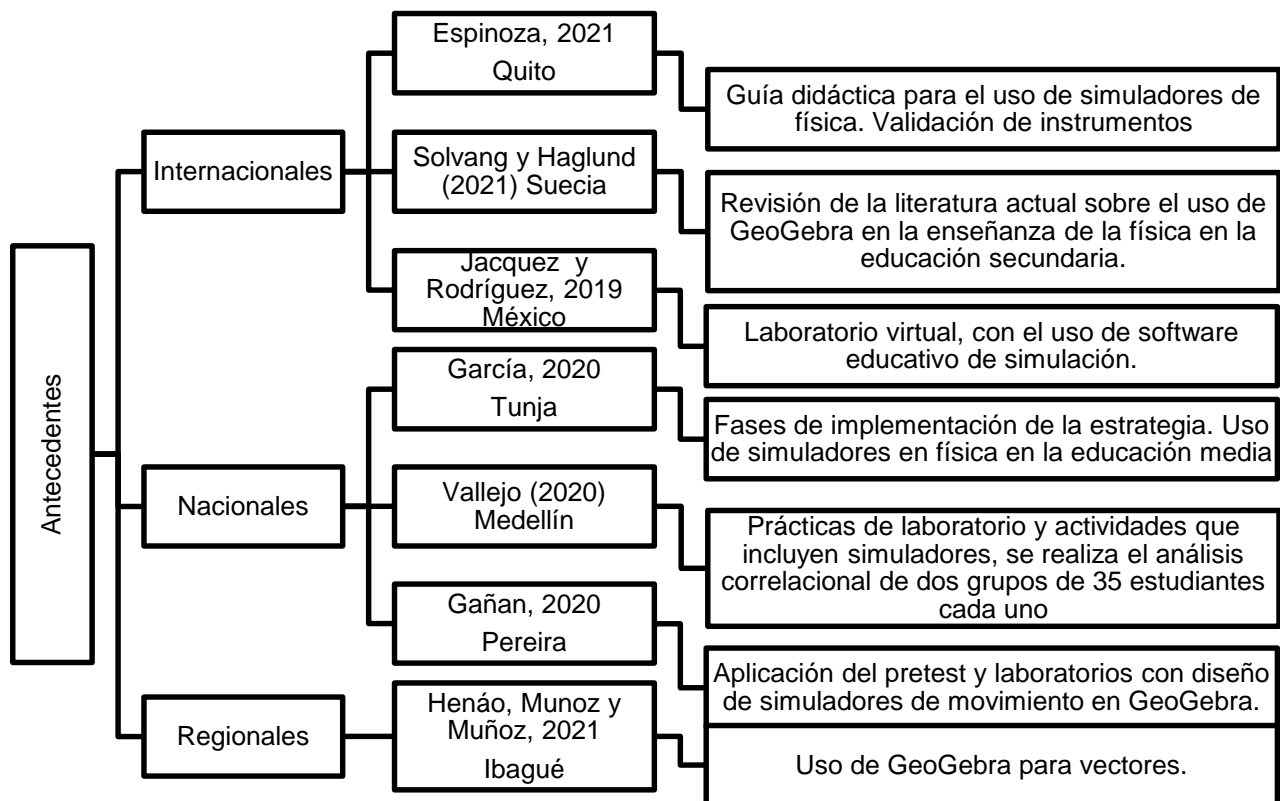 Antecedentes
Internacionales
Espinoza, 2021
Quito
Guía didáctica para el uso de simuladores de
física. Validación de instrumentos
Solvang y Haglund
(2021) Suecia
Revisión de la literatura actual sobre el uso de
GeoGebra en la enseñanza de la física en la
educación secundaria.
Jacquez y
Rodríguez, 2019
México
Laboratorio virtual, con el uso de software
educativo de simulación.
Nacionales
García, 2020
Tunja
Fases de implementación de la estrategia. Uso
de simuladores en física en la educación media
Vallejo (2020)
Medellín
Prácticas de laboratorio y actividades que
incluyen simuladores, se realiza el análisis
correlacional de dos grupos de 35 estudiantes
cada uno
Gañan, 2020
Pereira
Aplicación del pretest y laboratorios con diseño
de simuladores de movimiento en GeoGebra.
Regionales
Henáo, Munoz y
Muñoz, 2021
Ibagué
Uso de GeoGebra para vectores.